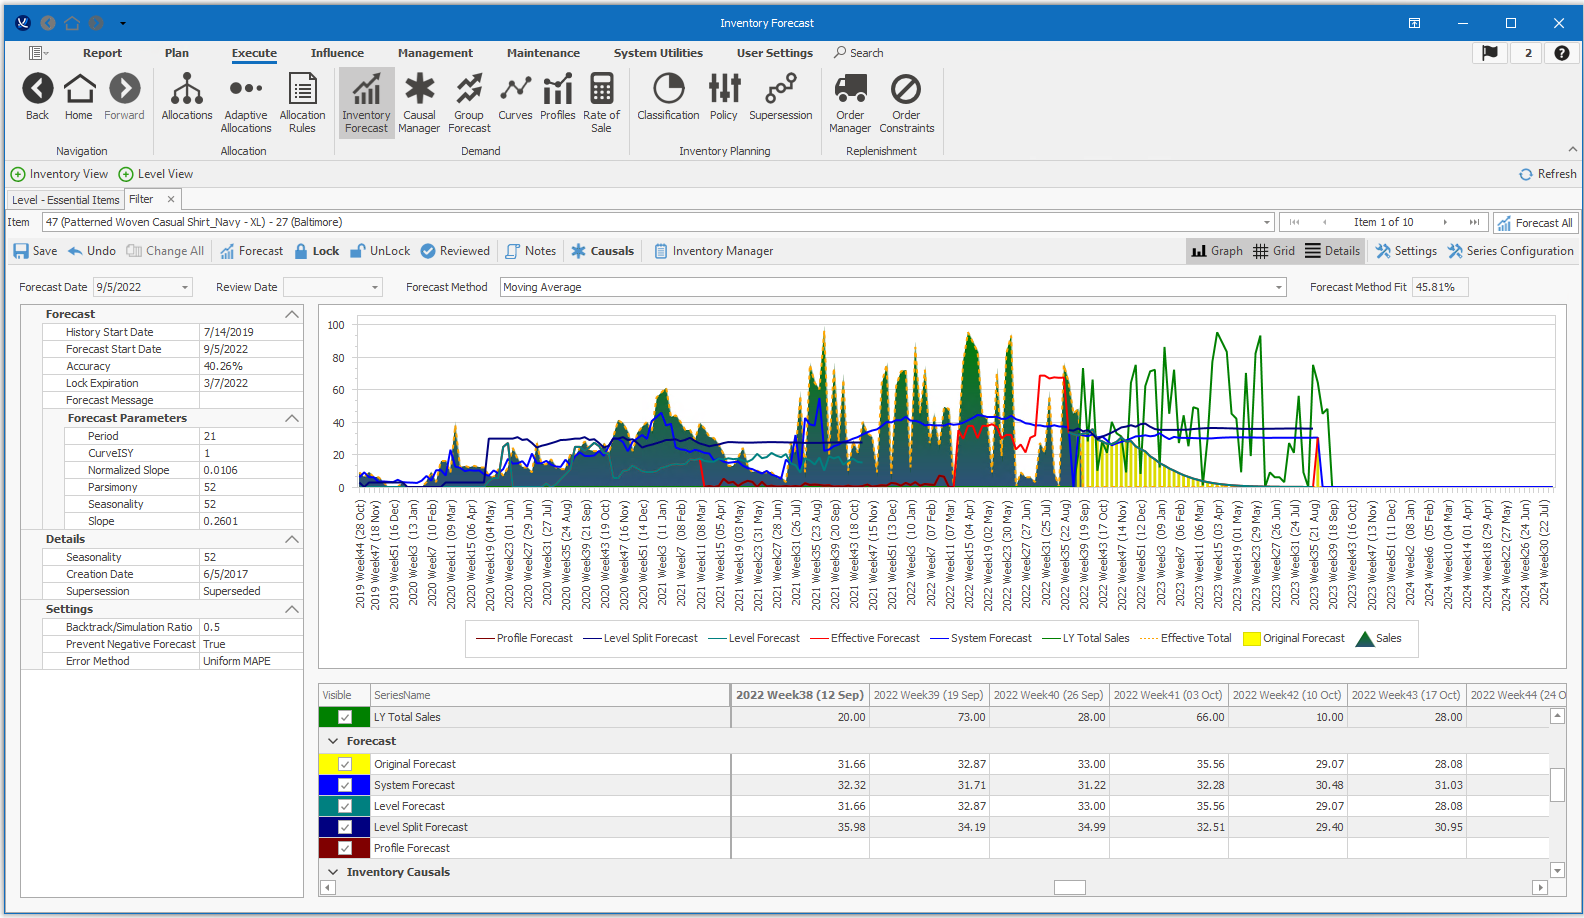 Inventory Forecast
Report Plan Execute Influence Management Maintenance System Utilities User Settings Search 2 ?
Back Home Forward Allocations Adaptive Allocations Allocation Rules Inventory Forecast Causal Manager Group Forecast Curves Profiles Rate of Sale Classification Policy Supersession Order Manager Order Constraints
Navigation Allocation Demand Inventory Planning Replenishment
Inventory View Level View Refresh
Level - Essential Items Filter
Item 47 (Patterned Woven Casual Shirt_Navy - XL) - 27 (Baltimore) Item 1 of 10 Forecast All
Save Undo Change All Forecast Lock UnLock Reviewed Notes Causals Inventory Manager Graph Grid Details Settings Series Configuration
Forecast Date 9/5/2022 Review Date Forecast Method Moving Average Forecast Method Fit 45.81%
Forecast
History Start Date 7/14/2019
Forecast Start Date 9/5/2022
Accuracy 40.26%
Lock Expiration 3/7/2022
Forecast Message
Forecast Parameters
Period 21
CurveISY 1
Normalized Slope 0.0106
Parsimony 52
Seasonality 52
Slope 0.2601
Details
Seasonality 52
Creation Date 6/5/2017
Supersession Superseded
Settings
Backtrack/Simulation Ratio 0.5
Prevent Negative Forecast True
Error Method Uniform MAPE
100
80
60
40
20
0
2019 Week44 (28 Oct)
2019 Week47 (18 Nov)
2019 Week51 (16 Dec)
2020 Week3 (13 Jan)
2020 Week7 (10 Feb)
2020 Week11 (09 Mar)
2020 Week15 (06 Apr)
2020 Week19 (04 May)
2020 Week23 (01 Jun)
2020 Week27 (29 Jun)
2020 Week31 (27 Jul)
2020 Week35 (24 Aug)
2020 Week39 (21 Sep)
2020 Week43 (19 Oct)
2020 Week47 (16 Nov)
2020 Week51 (14 Dec)
2021 Week3 (11 Jan)
2021 Week7 (08 Feb)
2021 Week11 (08 Mar)
2021 Week15 (05 Apr)
2021 Week19 (03 May)
2021 Week23 (31 May)
2021 Week27 (28 Jun)
2021 Week31 (26 Jul)
2021 Week35 (23 Aug)
2021 Week39 (20 Sep)
2021 Week43 (18 Oct)
2021 Week47 (15 Nov)
2021 Week51 (13 Dec)
2022 Week3 (10 Jan)
2022 Week7 (07 Feb)
2022 Week11 (07 Mar)
2022 Week15 (04 Apr)
2022 Week19 (02 May)
2022 Week23 (30 May)
2022 Week27 (27 Jun)
2022 Week31 (25 Jul)
2022 Week35 (22 Aug)
2022 Week39 (19 Sep)
2022 Week43 (17 Oct)
2022 Week47 (14 Nov)
2022 Week51 (12 Dec)
2023 Week3 (09 Jan)
2023 Week7 (06 Feb)
2023 Week11 (06 Mar)
2023 Week15 (03 Apr)
2023 Week19 (01 May)
2023 Week23 (29 May)
2023 Week27 (26 Jun)
2023 Week31 (24 Jul)
2023 Week35 (21 Aug)
2023 Week39 (18 Sep)
2023 Week43 (16 Oct)
2023 Week47 (13 Nov)
2023 Week51 (11 Dec)
2024 Week2 (08 Jan)
2024 Week6 (05 Feb)
2024 Week10 (04 Mar)
2024 Week14 (01 Apr)
2024 Week18 (29 Apr)
2024 Week22 (27 May)
2024 Week26 (24 Jun)
2024 Week30 (22 Jul)
Profile Forecast Level Split Forecast Level Forecast Effective Forecast System Forecast LY Total Sales Effective Total Original Forecast Sales
Visible SeriesName 2022 Week38 (12 Sep) 2022 Week39 (19 Sep) 2022 Week40 (26 Sep) 2022 Week41 (03 Oct) 2022 Week42 (10 Oct) 2022 Week43 (17 Oct) 2022 Week44 (24 O
LY Total Sales 20.00 73.00 28.00 66.00 10.00 28.00
Forecast
Original Forecast 31.66 32.87 33.00 35.56 29.07 28.08
System Forecast 32.32 31.71 31.22 32.28 30.48 31.03
Level Forecast 31.66 32.87 33.00 35.56 29.07 28.08
Level Split Forecast 35.98 34.19 34.99 32.51 29.40 30.95
Profile Forecast
Inventory Causals